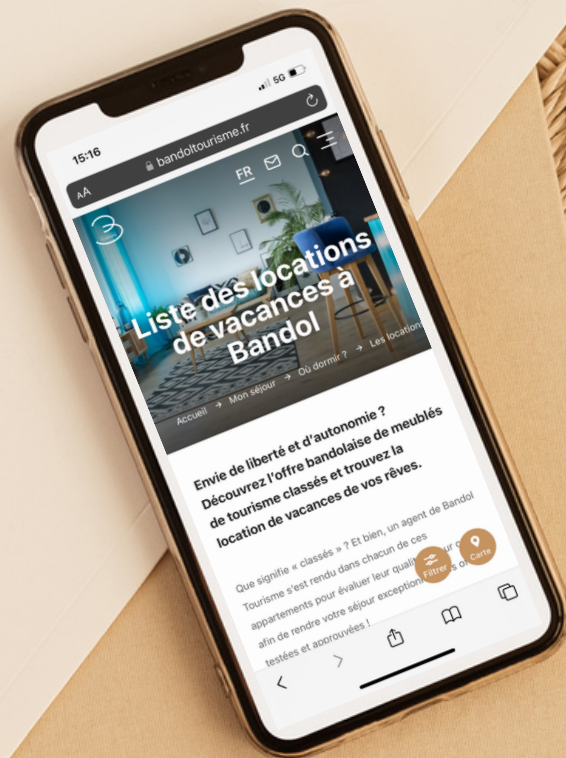 15:16
5G
AA
bandoltourisme.fr
FR
Liste des locations
de vacances à
Bandol
Accueil → Mon séjour → Où dormir ? → Les location
Envie de liberté et d'autonomie ?
Découvrez l'offre bandolaise de meublés
de tourisme classés et trouvez la
location de vacances de vos rêves.
Que signifie « classés » ? Et bien, un agent de Bandol
Tourisme s'est rendu dans chacun de ces
appartements pour évaluer leur
afin de rendre votre séjour
testées et approuvées !
Filtrer
Carte